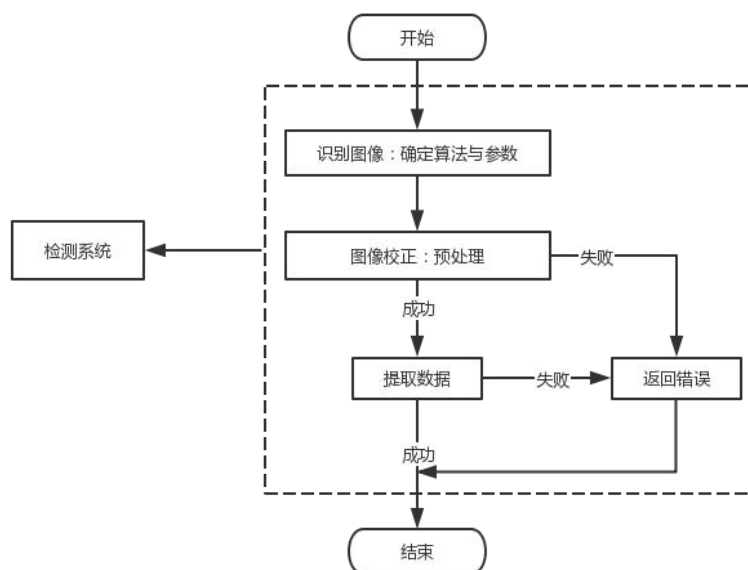 开始
识别图像：确定算法与参数
检测系统
图像校正：预处理
失败
成功
提取数据
失败
返回错误
成功
结束